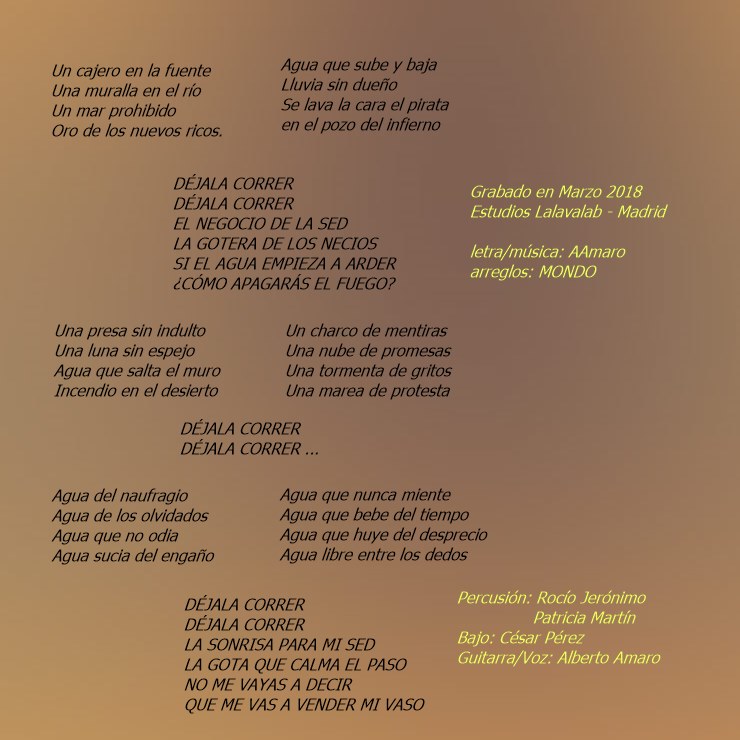 Un cajero en la fuente
Una muralla en el río
Un mar prohibido
Oro de los nuevos ricos.
Agua que sube y baja
Lluvia sin dueño
Se lava la cara el pirata
en el pozo del infierno
DÉJALA CORRER
DÉJALA CORRER
EL NEGOCIO DE LA SED
LA GOTERA DE LOS NECIOS
SI EL AGUA EMPIEZA A ARDER
¿CÓMO APAGARÁS EL FUEGO?
Grabado en Marzo 2018
Estudios Lalavalab - Madrid
letra/música: AAmaro
arreglos: MONDO
Una presa sin indulto
Una luna sin espejo
Agua que salta el muro
Incendio en el desierto
Un charco de mentiras
Una nube de promesas
Una tormenta de gritos
Una marea de protesta
DÉJALA CORRER
DÉJALA CORRER ...
Agua del naufragio
Agua de los olvidados
Agua que no odia
Agua sucia del engaño
Agua que nunca miente
Agua que bebe del tiempo
Agua que huye del desprecio
Agua libre entre los dedos
DÉJALA CORRER
DÉJALA CORRER
LA SONRISA PARA MI SED
LA GOTA QUE CALMA EL PASO
NO ME VAYAS A DECIR
QUE ME VAS A VENDER MI VASO
Percusión: Rocío Jerónimo
Patricia Martín
Bajo: César Pérez
Guitarra/Voz: Alberto Amaro